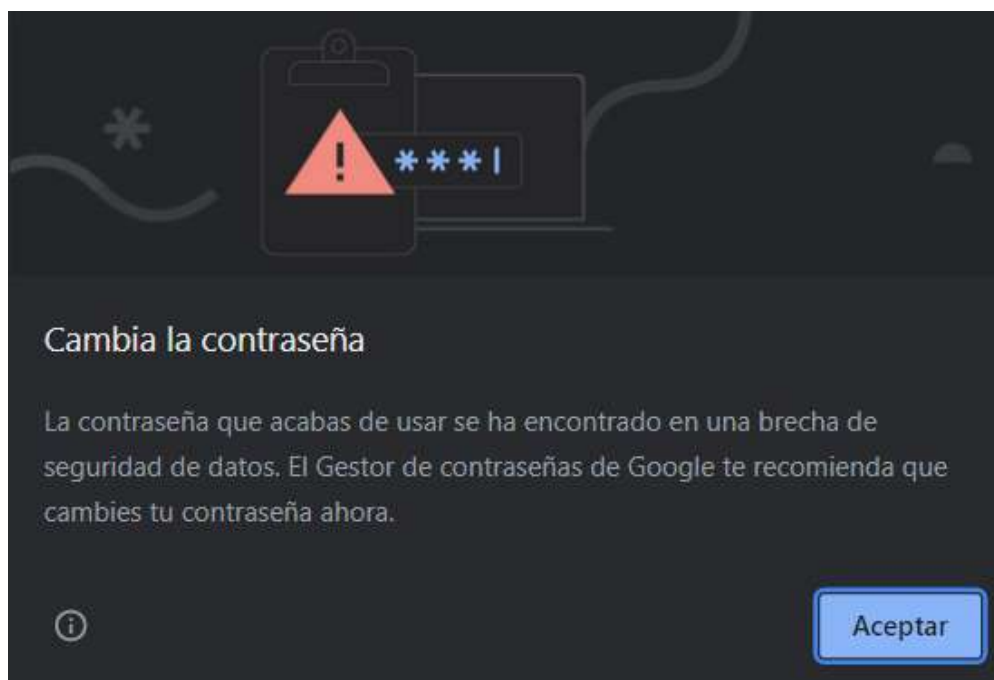 ***|
Cambia la contraseña
La contraseña que acabas de usar se ha encontrado en una brecha de
seguridad de datos. El Gestor de contraseñas de Google te recomienda que
cambies tu contraseña ahora.
Aceptar